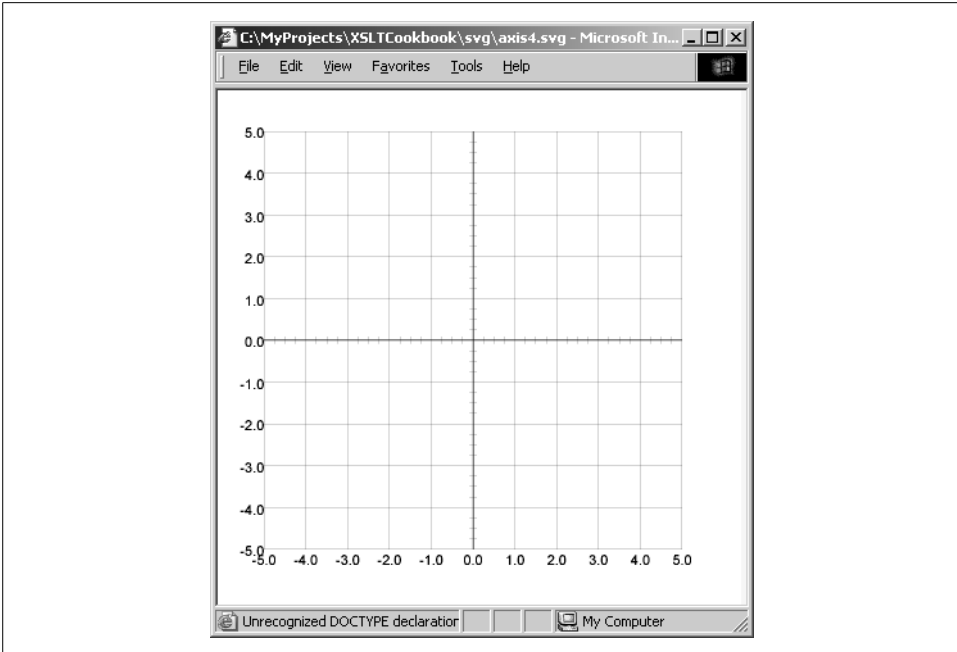 C:\MyProjects\XSLTCookbook\svg\axis4.svg - Microsoft In...
File Edit View Favorites Tools Help
5.0
4.0
3.0
2.0
1.0
0.0
-1.0
-2.0
-3.0
-4.0
-5.0
-5.0 -4.0 -3.0 -2.0 -1.0 0.0 1.0 2.0 3.0 4.0 5.0
Unrecognized DOCTYPE declaration My Computer